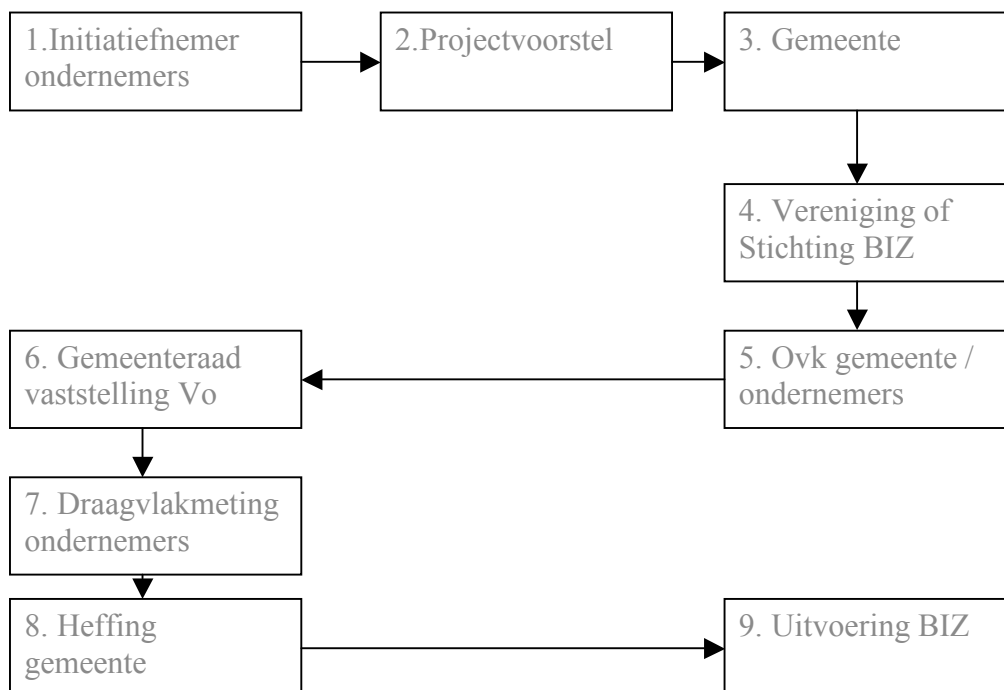 1.Initiatiefnemer
ondernemers
2.Projectvoorstel
3. Gemeente
4. Vereniging of
Stichting BIZ
5. Ovk gemeente /
ondernemers
6. Gemeenteraad
vaststelling Vo
7. Draagvlakmeting
ondernemers
8. Heffing
gemeente
9. Uitvoering BIZ